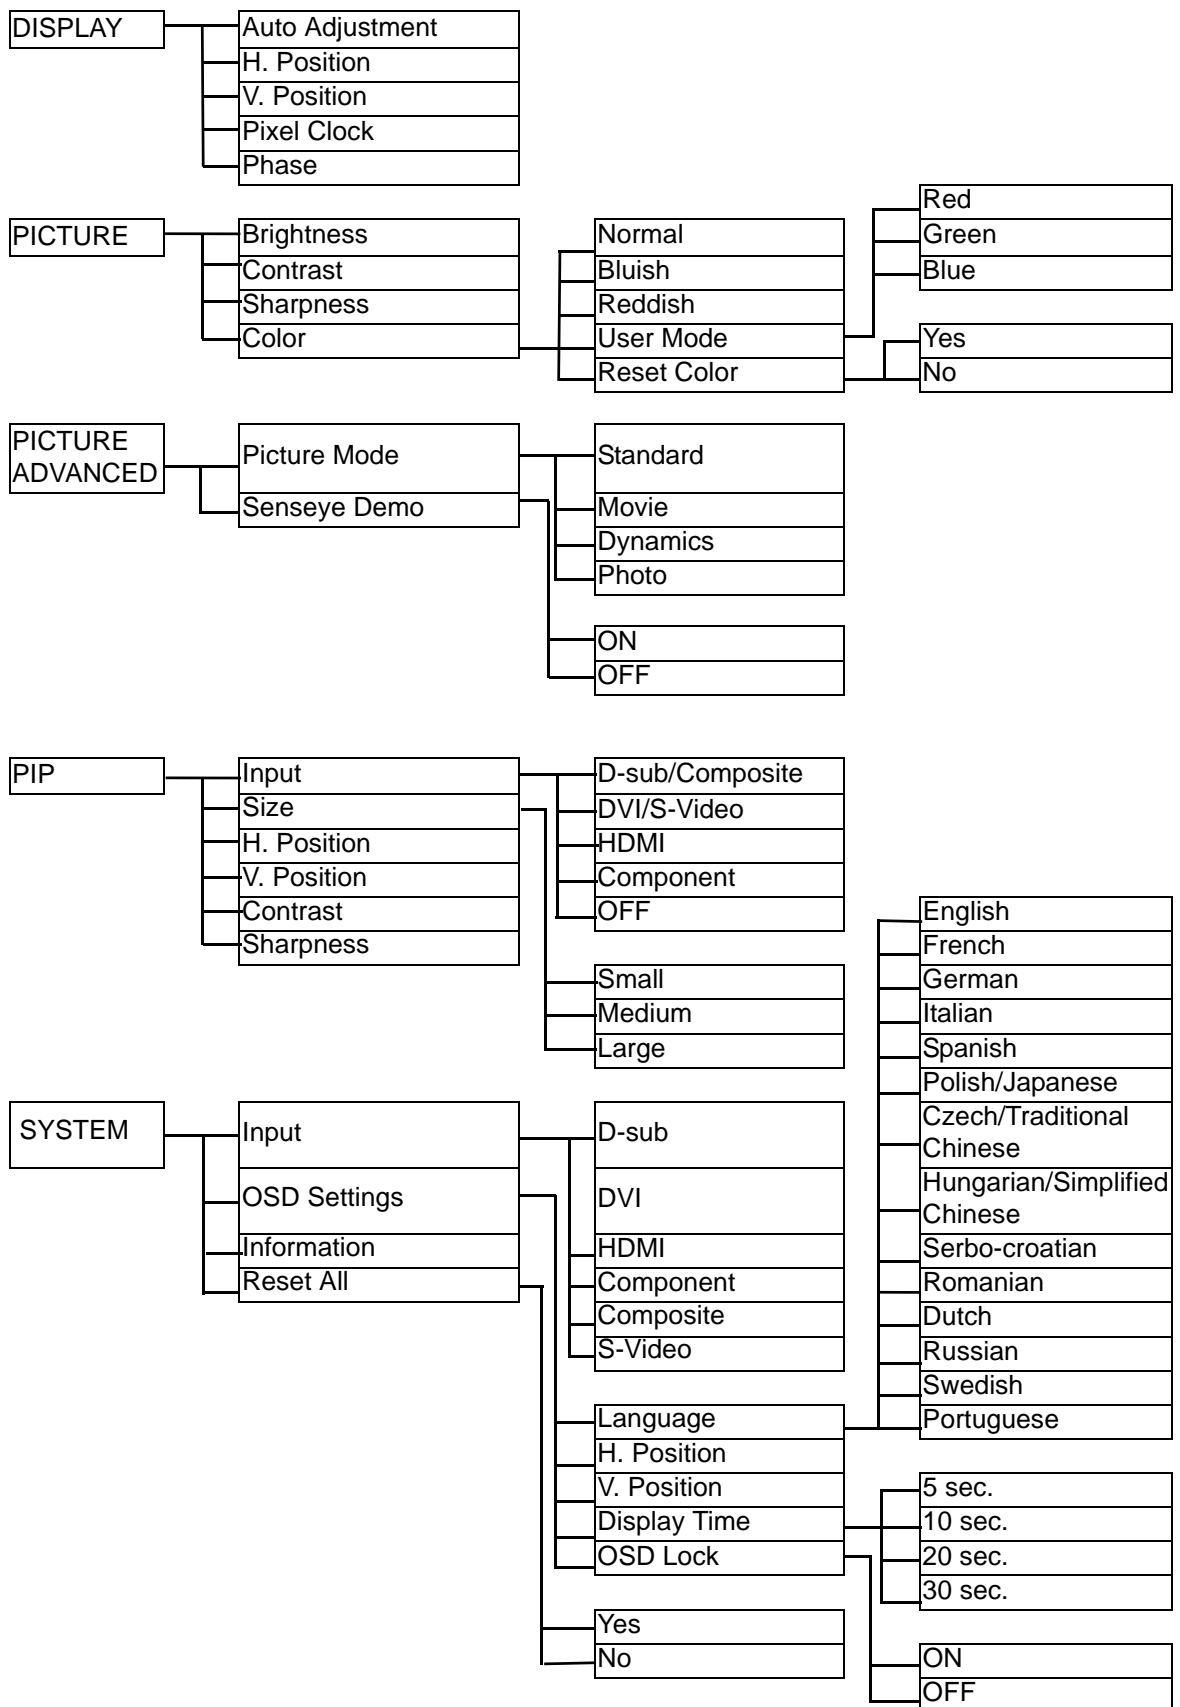 DISPLAY
Auto Adjustment
H. Position
V. Position
Pixel Clock
Phase
PICTURE
Brightness
Contrast
Sharpness
Color
Normal
Bluish
Reddish
User Mode
Reset Color
Red
Green
Blue
Yes
No
PICTURE
ADVANCED
Picture Mode
Senseye Demo
Standard
Movie
Dynamics
Photo
ON
OFF
PIP
Input
Size
H. Position
V. Position
Contrast
Sharpness
D-sub/Composite
DVI/S-Video
HDMI
Component
OFF
Small
Medium
Large
SYSTEM
Input
OSD Settings
Information
Reset All
D-sub
DVI
HDMI
Component
Composite
S-Video
Language
H. Position
V. Position
Display Time
OSD Lock
Yes
No
English
French
German
Italian
Spanish
Polish/Japanese
Czech/Traditional
Chinese
Hungarian/Simplified
Chinese
Serbo-croatian
Romanian
Dutch
Russian
Swedish
Portuguese
5 sec.
10 sec.
20 sec.
30 sec.
ON
OFF